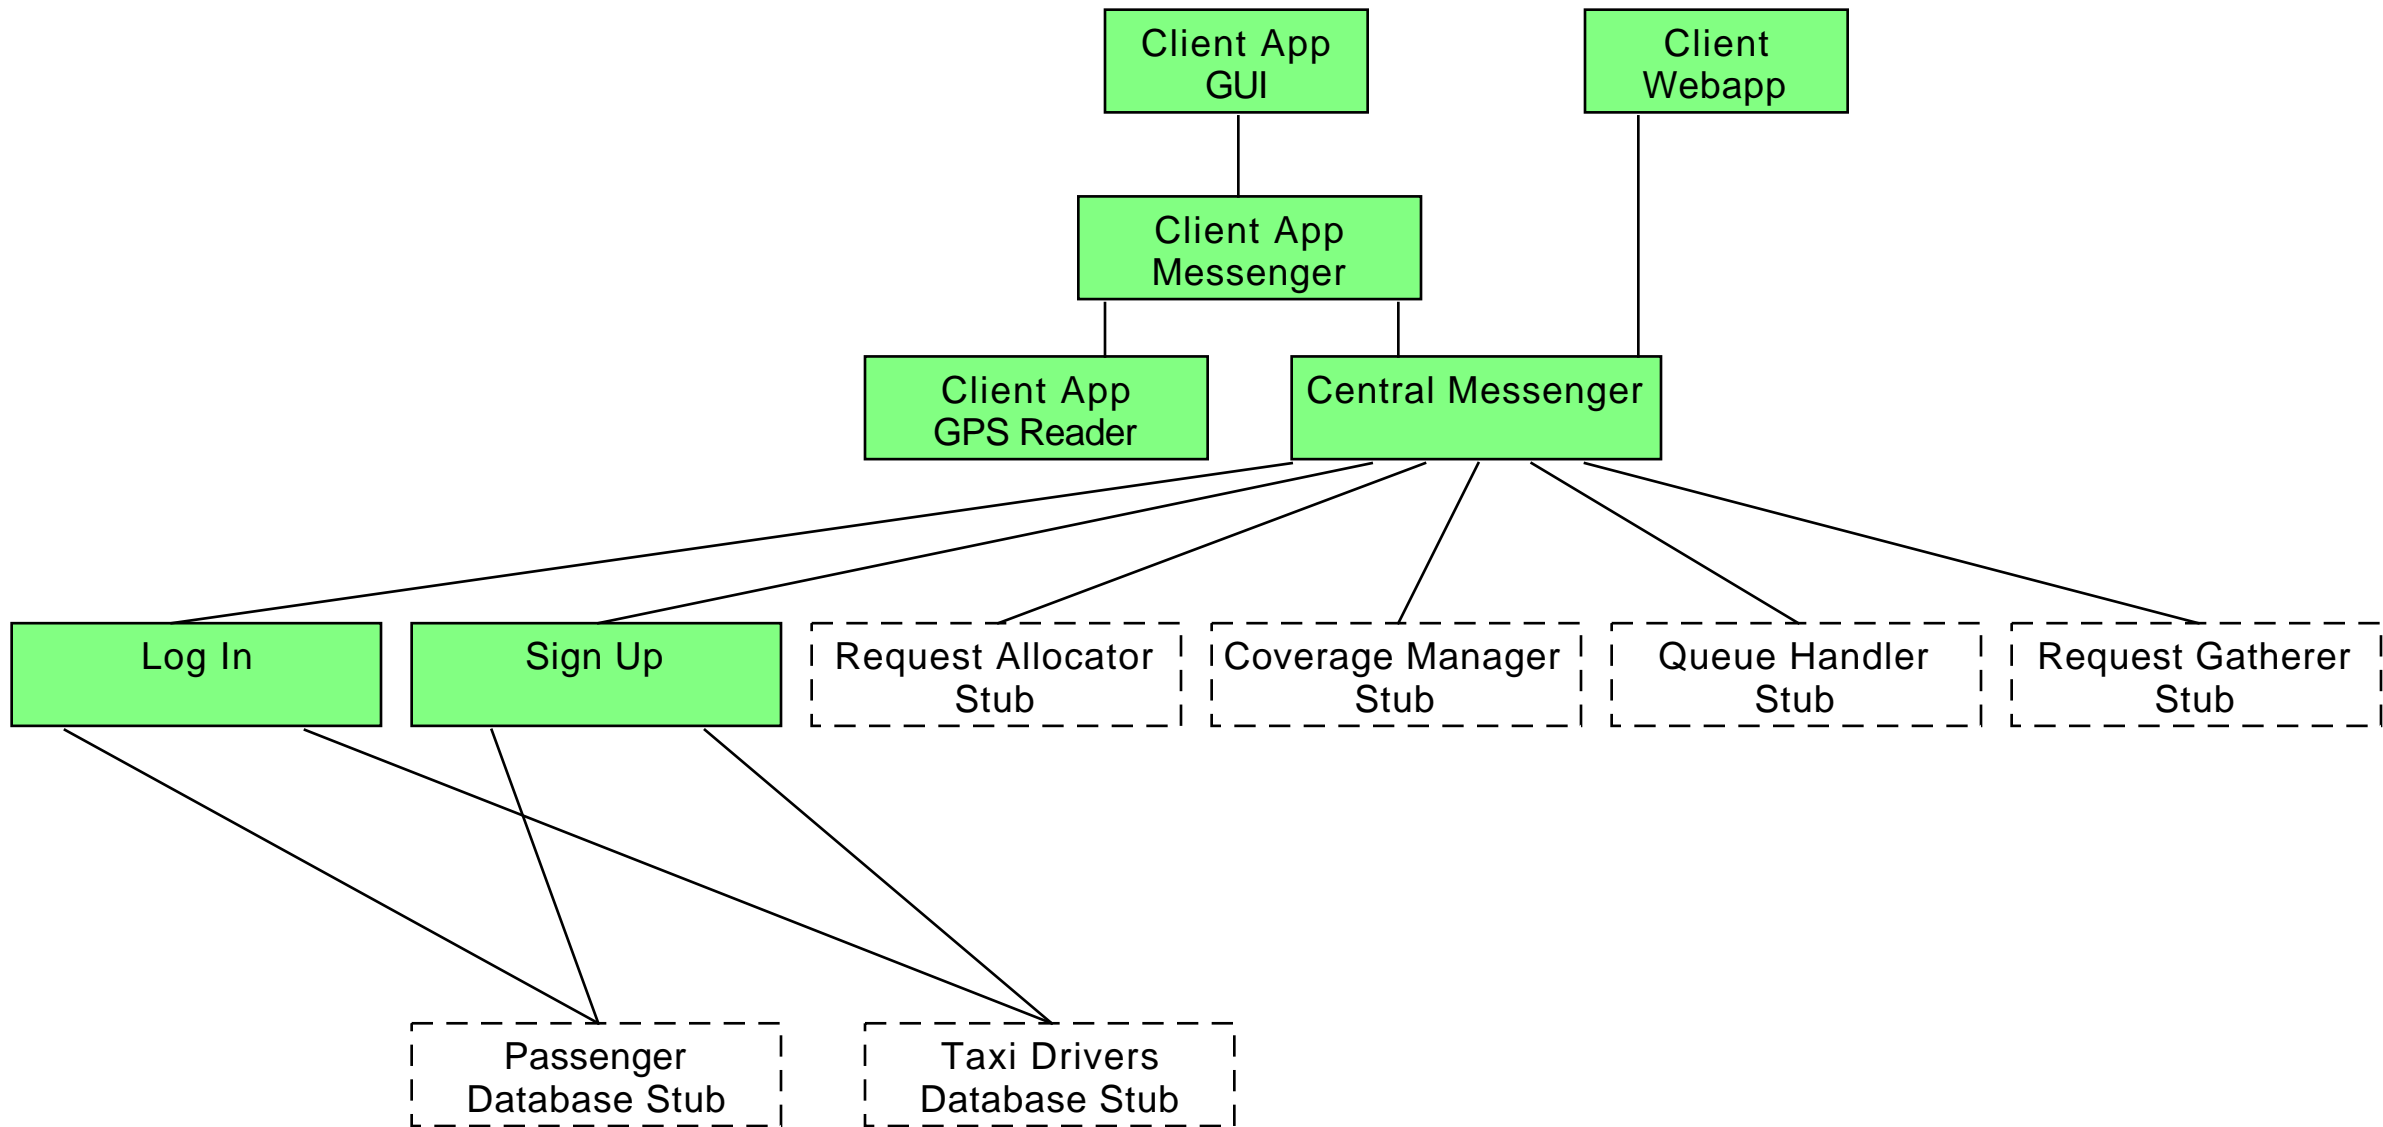 Client App
GUI
Client
Webapp
Client App
Messenger
Client App
GPS Reader
Central Messenger
Log In
Sign Up
Request Allocator
Stub
Coverage Manager
Stub
Queue Handler
Stub
Request Gatherer
Stub
Passenger
Database Stub
Taxi Drivers
Database Stub